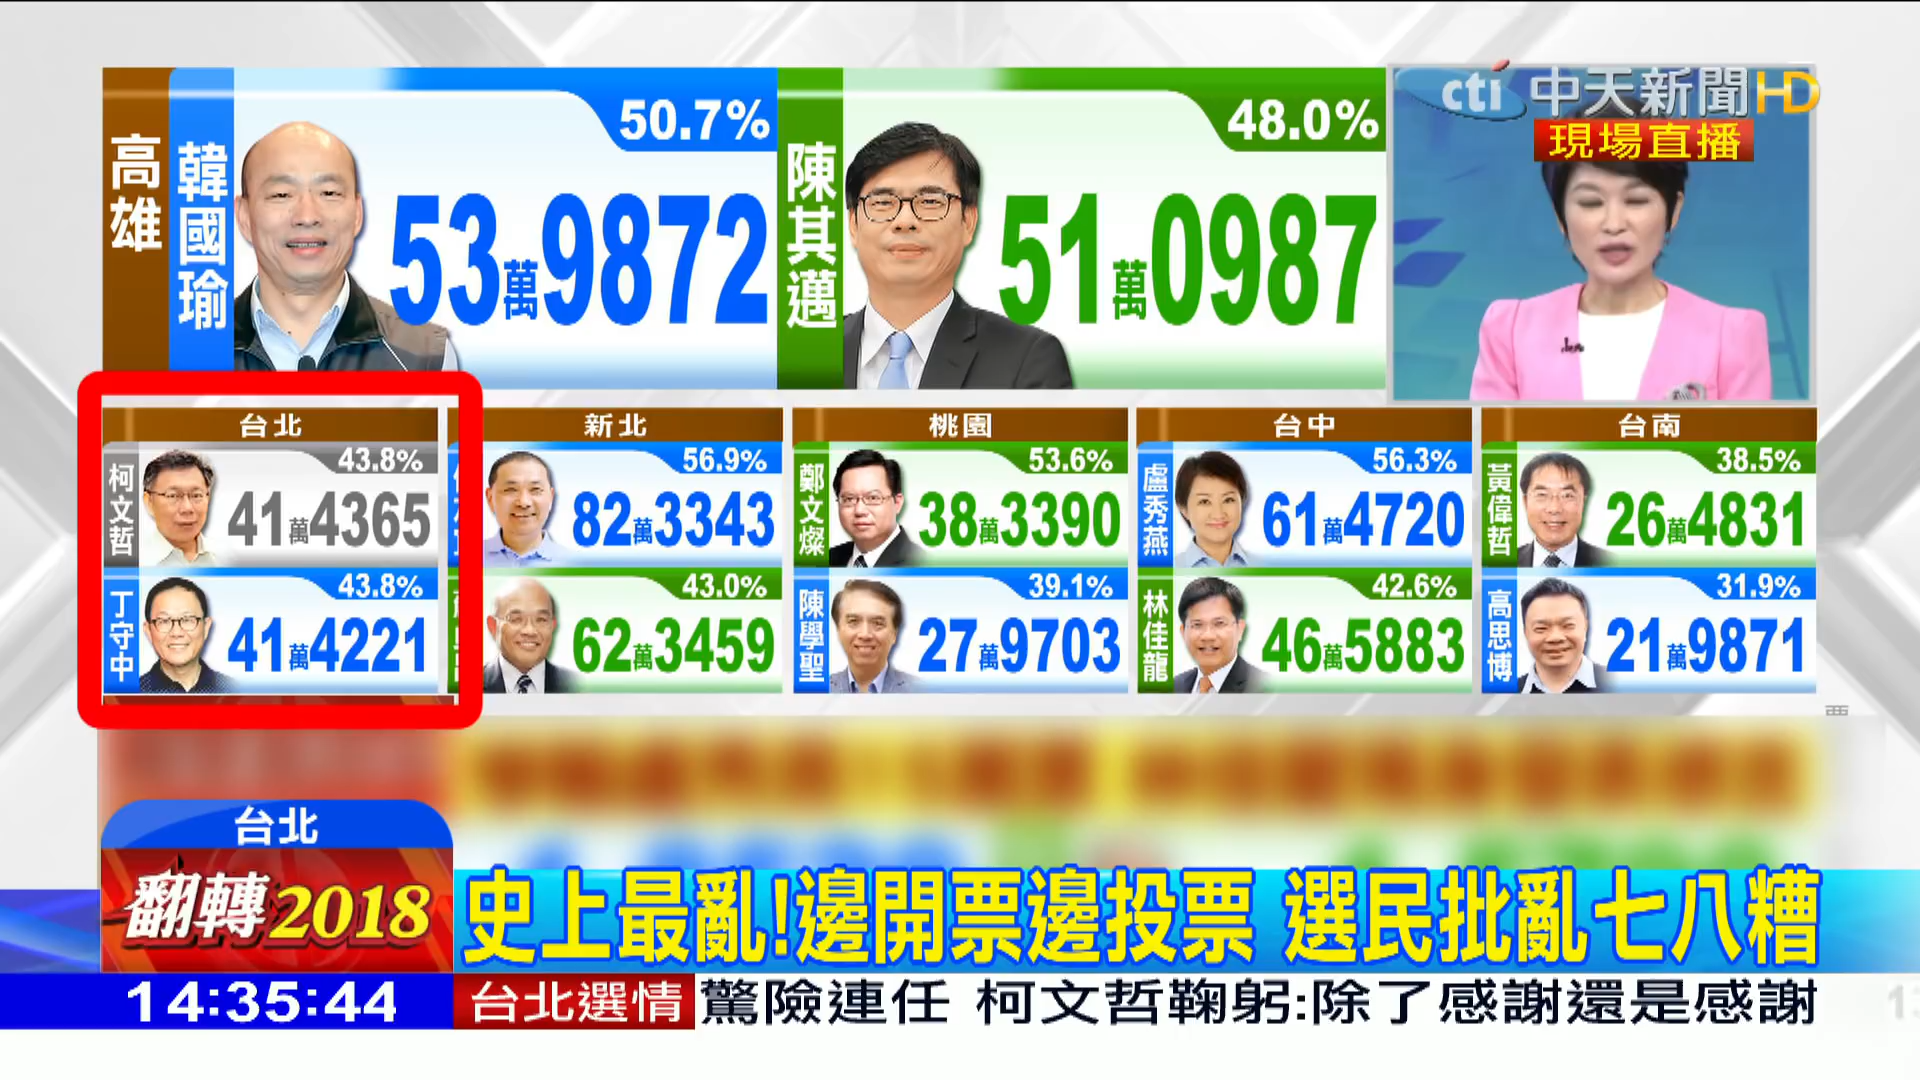 高雄
韓國瑜
50.7%
53萬9872
陳其邁
48.0%
51萬0987
cti 中天新聞HD
現場直播
台北
柯文哲
43.8%
41萬4365
丁守中
43.8%
41萬4221
新北
56.9%
82萬3343
43.0%
62萬3459
桃園
鄭文燦
53.6%
38萬3390
陳學聖
39.1%
27萬9703
台中
盧秀燕
56.3%
61萬4720
林佳龍
42.6%
46萬5883
台南
黃偉哲
38.5%
26萬4831
高思博
31.9%
21萬9871
台北
翻轉2018
史上最亂!邊開票邊投票 選民批亂七八糟
14:35:44
台北選情
驚險連任 柯文哲鞠躬:除了感謝還是感謝